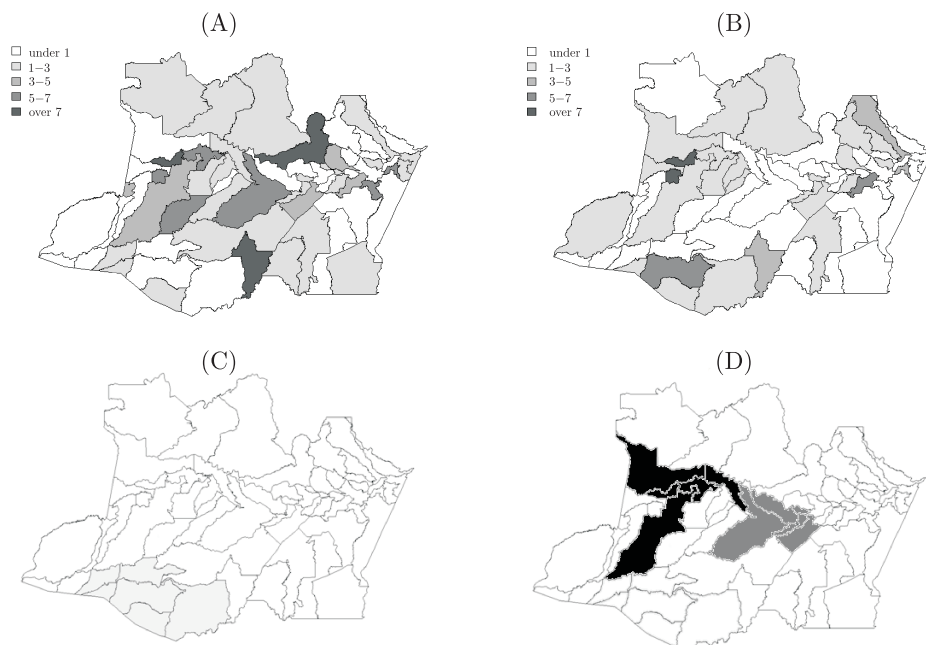 (A)
under 1
1–3
3–5
5–7
over 7
(B)
under 1
1–3
3–5
5–7
over 7
(C)
(D)